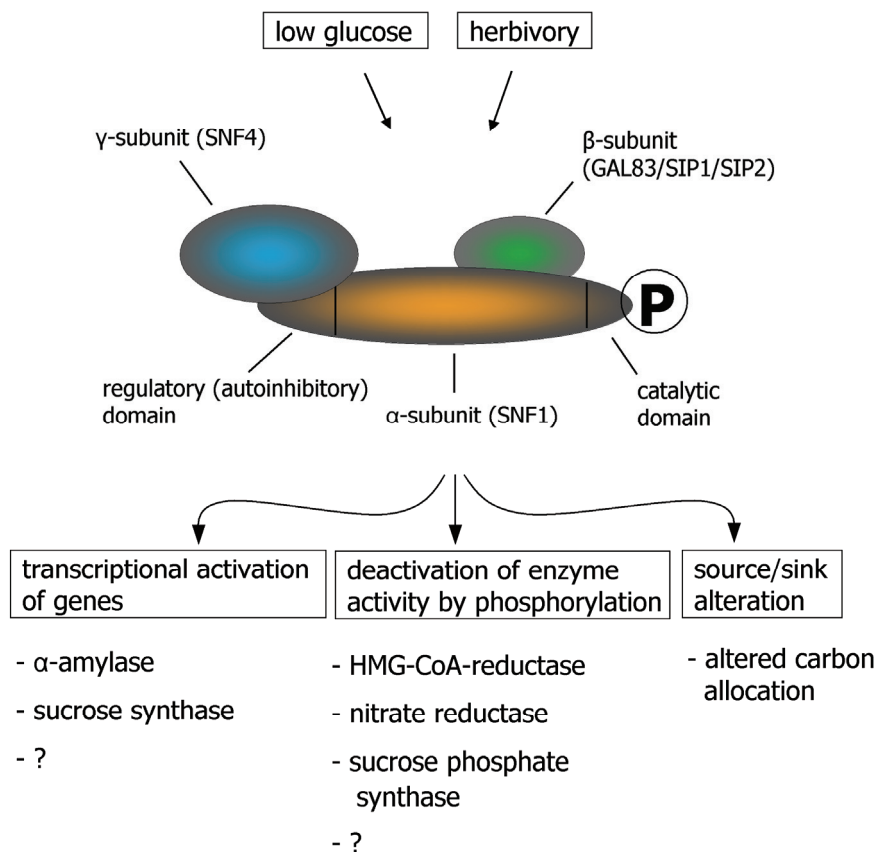 low glucose
herbivory
γ-subunit (SNF4)
β-subunit
(GAL83/SIP1/SIP2)
P
regulatory (autoinhibitory)
domain
α-subunit (SNF1)
catalytic
domain
transcriptional activation
of genes
- α-amylase
- sucrose synthase
- ?
deactivation of enzyme
activity by phosphorylation
- HMG-CoA-reductase
- nitrate reductase
- sucrose phosphate
synthase
- ?
source/sink
alteration
- altered carbon
allocation